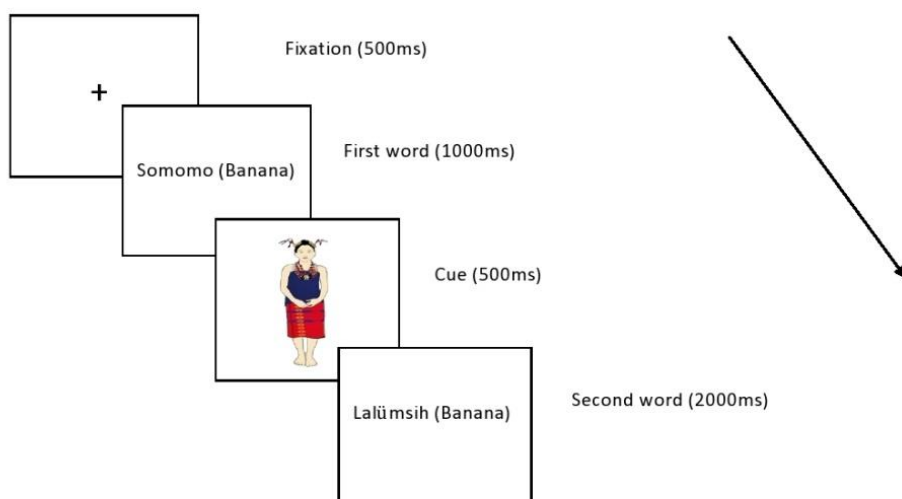 Fixation (500ms)
+
First word (1000ms)
Somomo (Banana)
Cue (500ms)
Lalümsih (Banana)
Second word (2000ms)